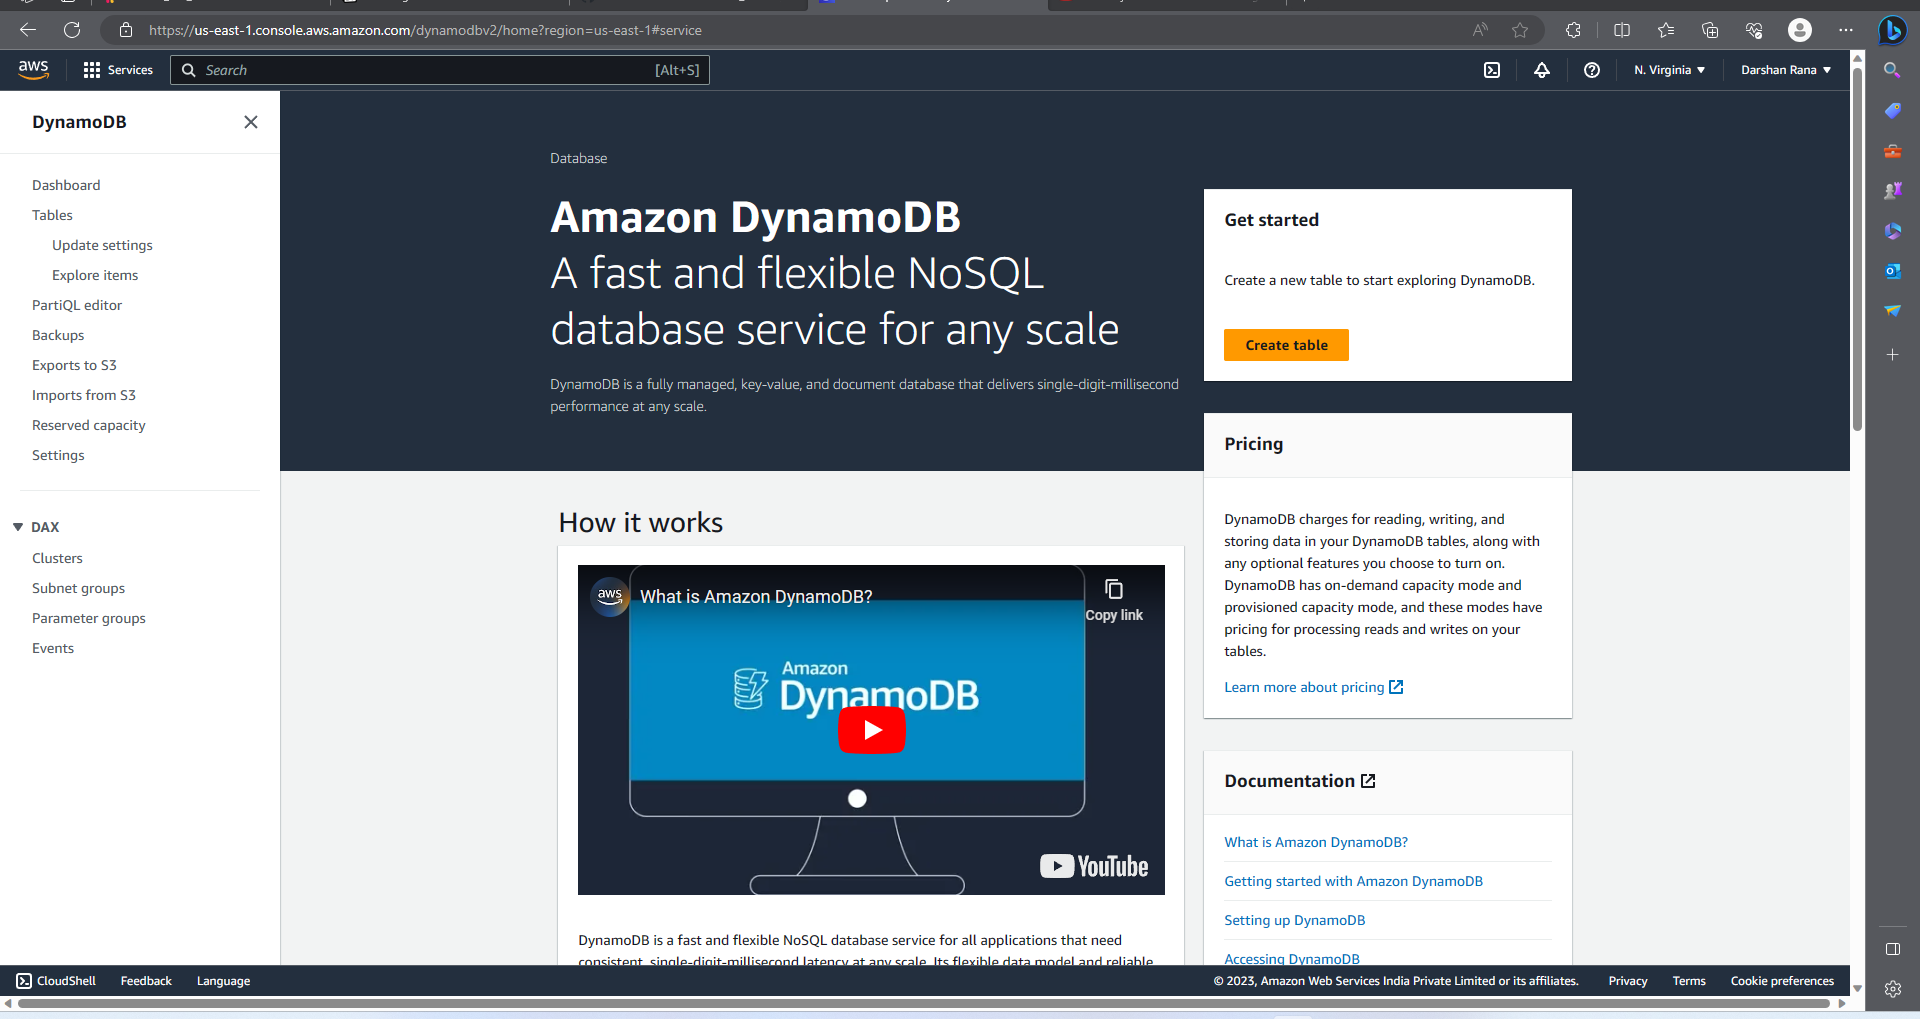 https://us-east-1.console.aws.amazon.com/dynamodbv2/home?region=us-east-1#service
aws
Services
Search
[Alt+S]
N. Virginia
Darshan Rana
DynamoDB
Dashboard
Tables
Update settings
Explore items
PartiQL editor
Backups
Exports to S3
Imports from S3
Reserved capacity
Settings
DAX
Clusters
Subnet groups
Parameter groups
Events
Database
Amazon DynamoDB
A fast and flexible NoSQL
database service for any scale
DynamoDB is a fully managed, key-value, and document database that delivers single-digit-millisecond
performance at any scale.
Get started
Create a new table to start exploring DynamoDB.
Create table
Pricing
DynamoDB charges for reading, writing, and
storing data in your DynamoDB tables, along with
any optional features you choose to turn on.
DynamoDB has on-demand capacity mode and
provisioned capacity mode, and these modes have
pricing for processing reads and writes on your
tables.
Learn more about pricing
How it works
aws
What is Amazon DynamoDB?
Copy link
Amazon
DynamoDB
YouTube
DynamoDB is a fast and flexible NoSQL database service for all applications that need
consistent, single-digit-millisecond latency at any scale. Its flexible data model and reliable
Documentation
What is Amazon DynamoDB?
Getting started with Amazon DynamoDB
Setting up DynamoDB
Accessing DynamoDB
CloudShell
Feedback
Language
© 2023, Amazon Web Services India Private Limited or its affiliates.
Privacy
Terms
Cookie preferences